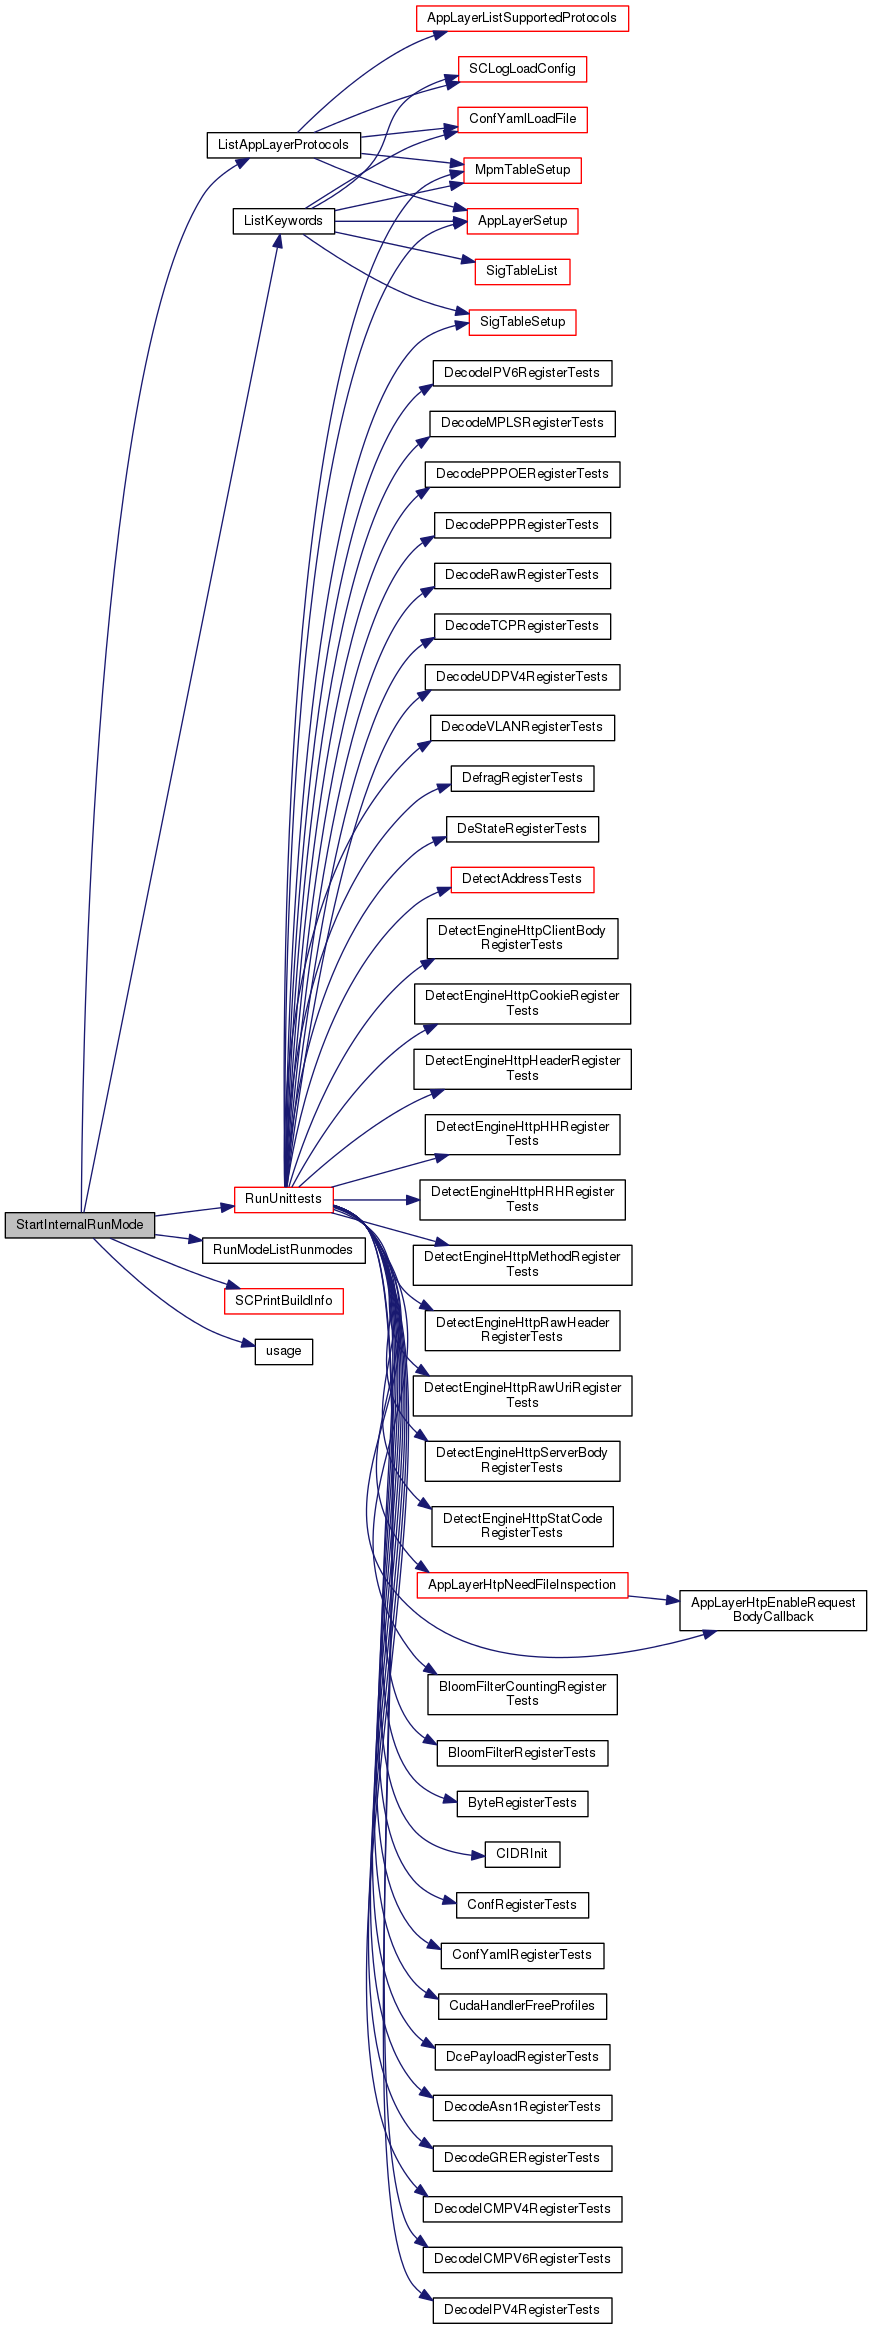 AppLayerListSupportedProtocols
SCLogLoadConfig
ConfYamlLoadFile
ListAppLayerProtocols
MpmTableSetup
ListKeywords
AppLayerSetup
SigTableList
SigTableSetup
DecodeIPV6RegisterTests
DecodeMPLSRegisterTests
DecodePPPOERegisterTests
DecodePPPRegisterTests
DecodeRawRegisterTests
DecodeTCPRegisterTests
DecodeUDPV4RegisterTests
DecodeVLANRegisterTests
DefragRegisterTests
DeStateRegisterTests
DetectAddressTests
DetectEngineHttpClientBody
RegisterTests
DetectEngineHttpCookieRegister
Tests
DetectEngineHttpHeaderRegister
Tests
DetectEngineHttpHHRegister
Tests
DetectEngineHttpHRHRegister
Tests
RunUnittests
StartInternalRunMode
RunModeListRunmodes
DetectEngineHttpMethodRegister
Tests
SCPrintBuildInfo
DetectEngineHttpRawHeader
RegisterTests
usage
DetectEngineHttpRawUriRegister
Tests
DetectEngineHttpServerBody
RegisterTests
DetectEngineHttpStatCode
RegisterTests
AppLayerHtpNeedFileInspection
AppLayerHtpEnableRequest
BodyCallback
BloomFilterCountingRegister
Tests
BloomFilterRegisterTests
ByteRegisterTests
CIDRInit
ConfRegisterTests
ConfYamlRegisterTests
CudaHandlerFreeProfiles
DcePayloadRegisterTests
DecodeAsn1RegisterTests
DecodeGRERegisterTests
DecodeICMPV4RegisterTests
DecodeICMPV6RegisterTests
DecodeIPV4RegisterTests